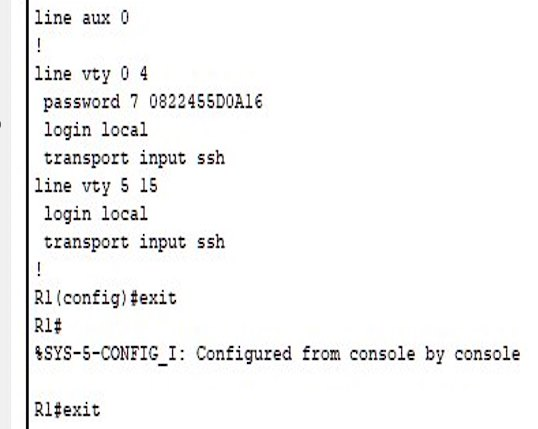 line aux 0
!
line vty 0 4
 password 7 0822455D0A16
 login local
 transport input ssh
line vty 5 15
 login local
 transport input ssh
!
R1(config)#exit
R1#
%SYS-5-CONFIG_I: Configured from console by console
R1#exit